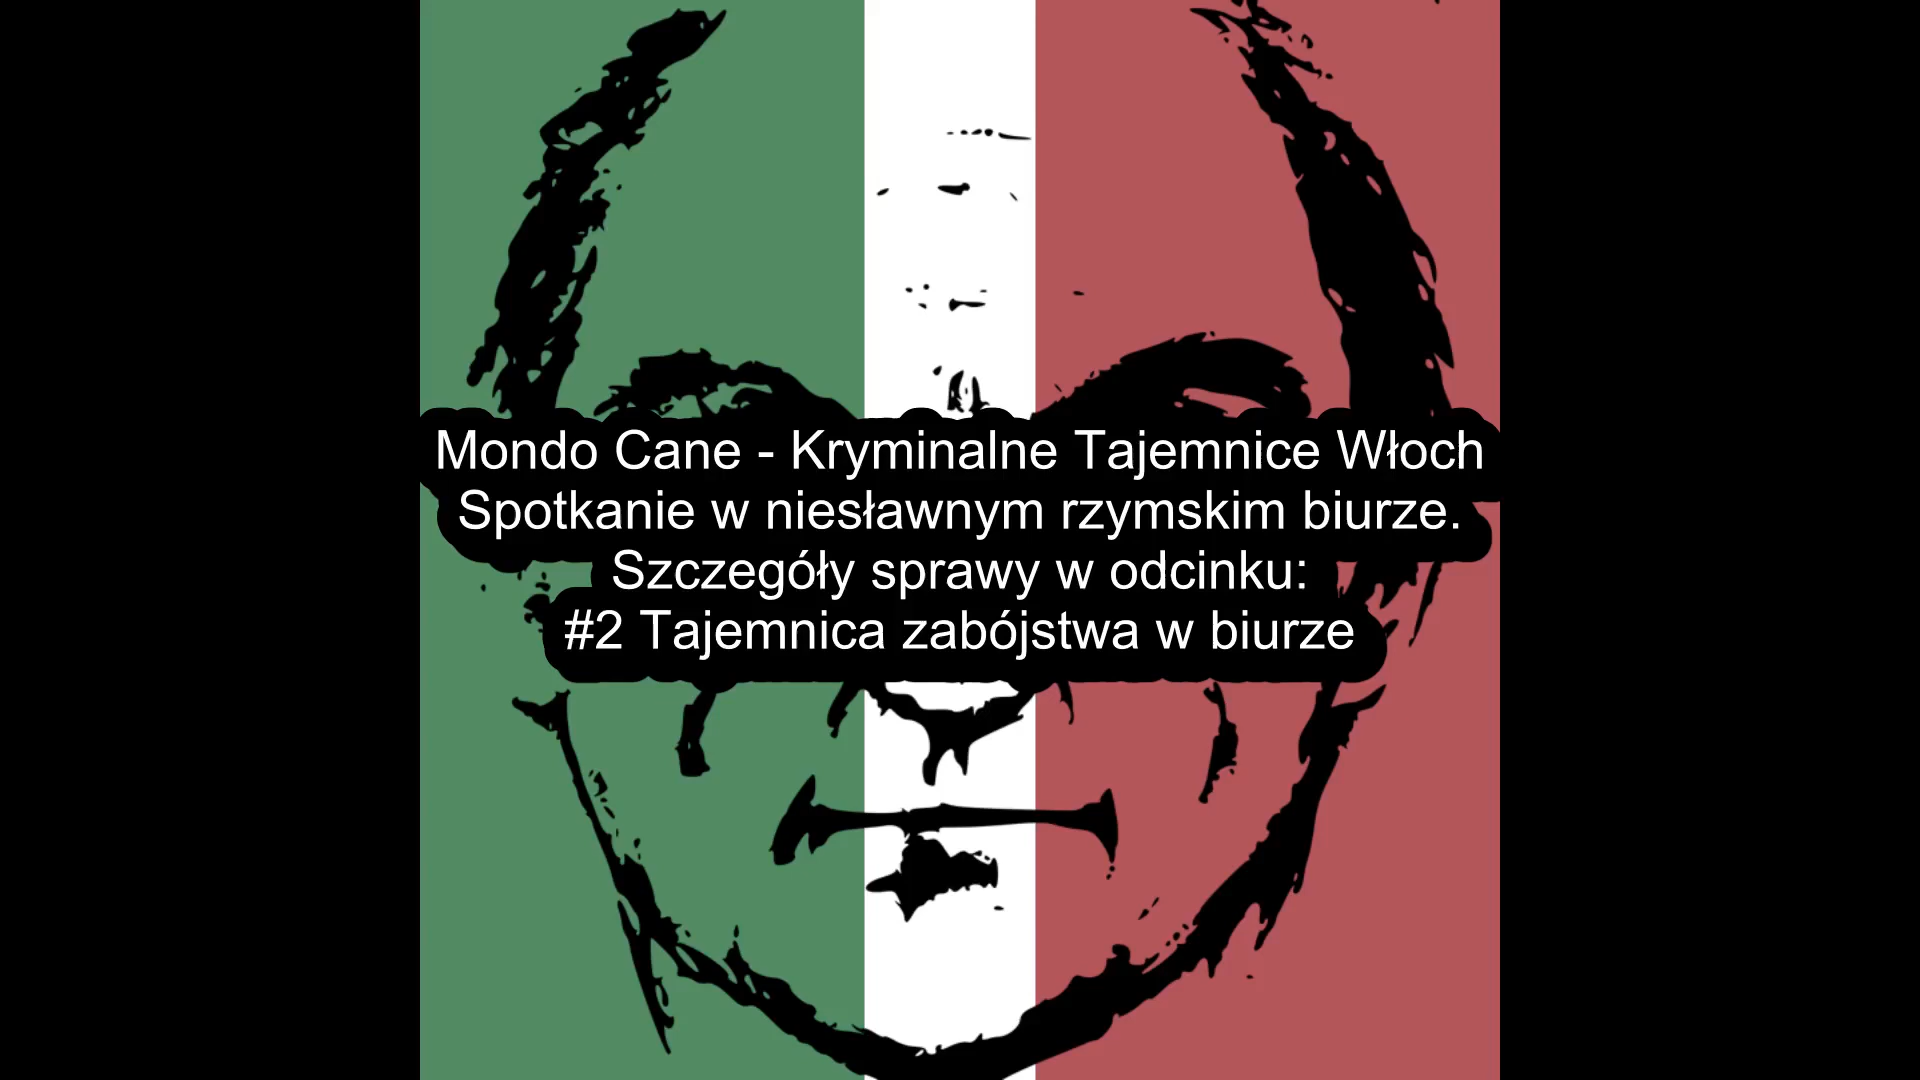 Mondo Cane - Kryminalne Tajemnice Włoch
Spotkanie w niesławnym rzymskim biurze.
Szczegóły sprawy w odcinku:
#2 Tajemnica zabójstwa w biurze